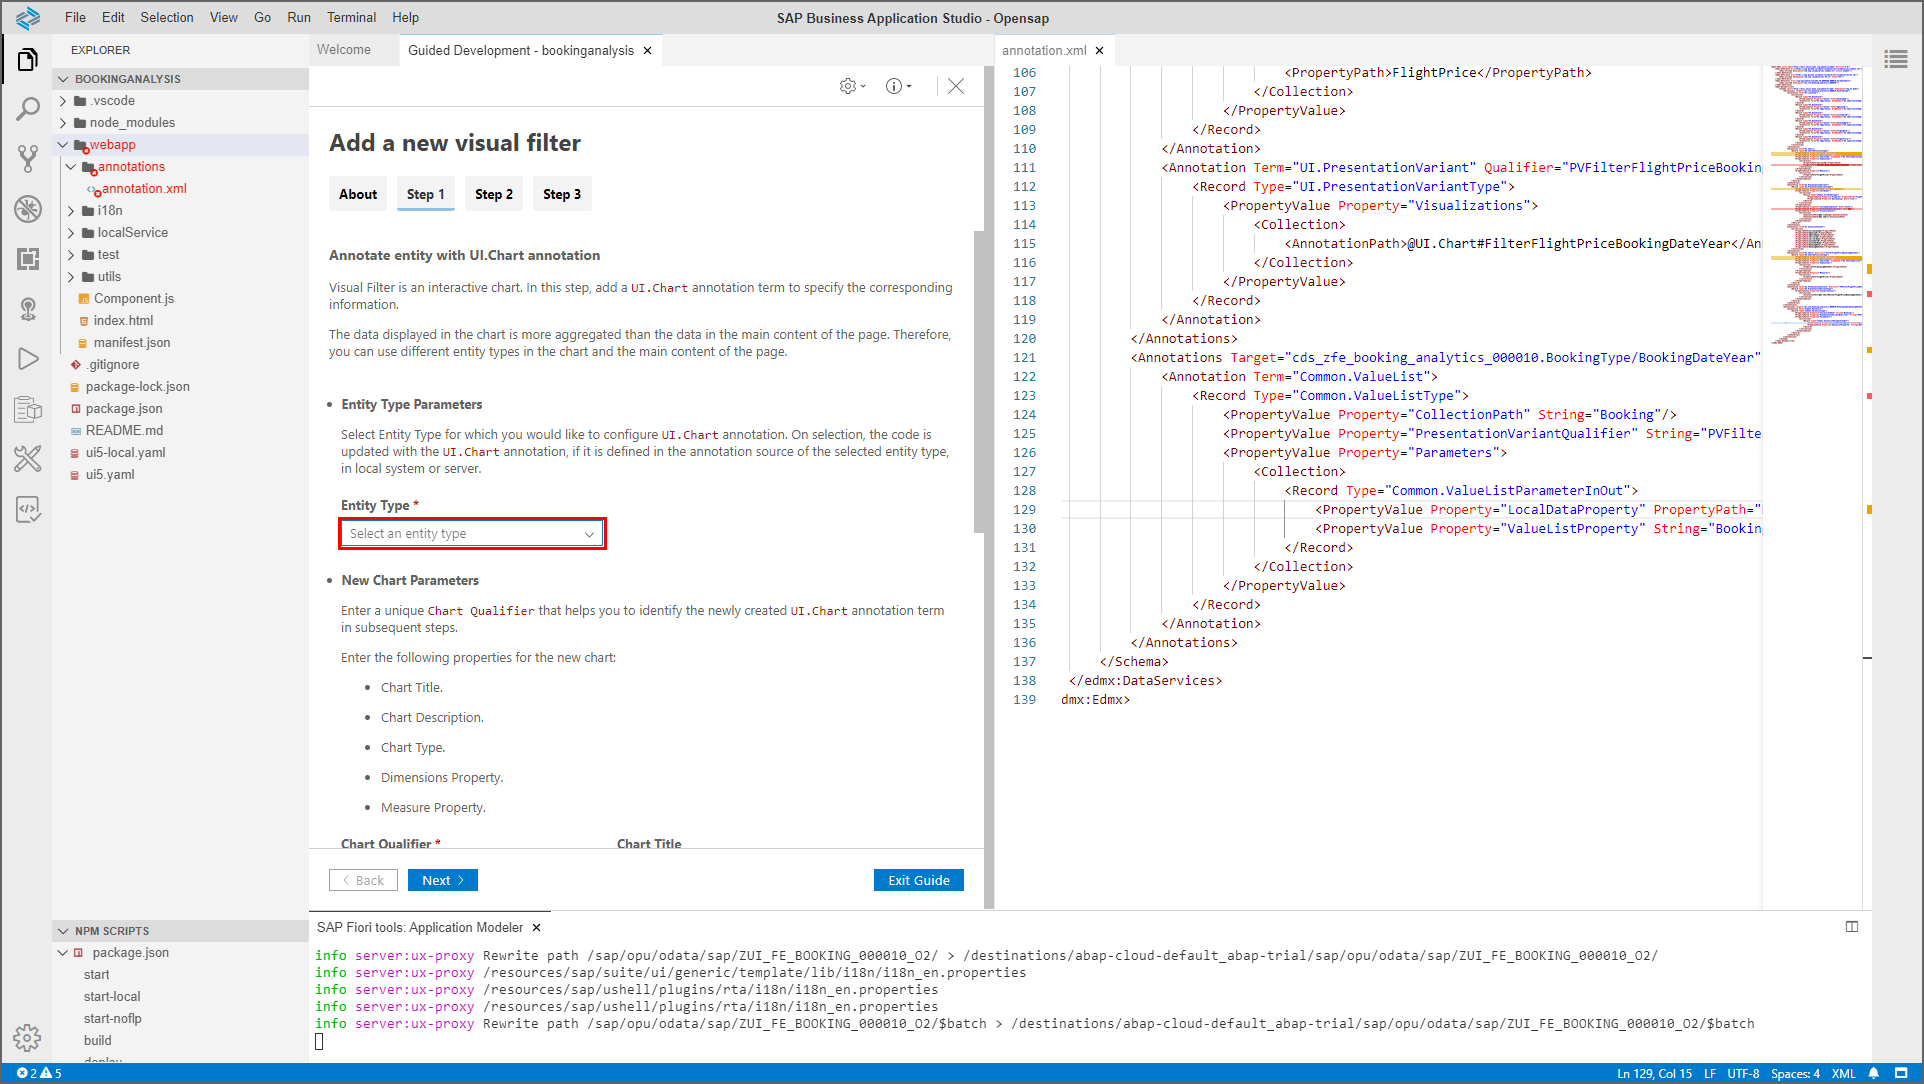 File Edit Selection View Go Run Terminal Help
SAP Business Application Studio - Opensap
EXPLORER
BOOKINGANALYSIS
.vscode
node_modules
webapp
annotations
annotation.xml
i18n
localService
test
utils
Component.js
index.html
manifest.json
.gitignore
package-lock.json
package.json
README.md
ui5-local.yaml
ui5.yaml
NPM SCRIPTS
package.json
start
start-local
start-noflp
build
deploy
Welcome
Guided Development - bookinganalysis
Add a new visual filter
About Step 1 Step 2 Step 3
Annotate entity with UI.Chart annotation
Visual Filter is an interactive chart. In this step, add a UI.Chart annotation term to specify the corresponding
information.
The data displayed in the chart is more aggregated than the data in the main content of the page. Therefore,
you can use different entity types in the chart and the main content of the page.
• Entity Type Parameters
Select Entity Type for which you would like to configure UI.Chart annotation. On selection, the code is
updated with the UI.Chart annotation, if it is defined in the annotation source of the selected entity type,
in local system or server.
Entity Type *
Select an entity type
• New Chart Parameters
Enter a unique Chart Qualifier that helps you to identify the newly created UI.Chart annotation term
in subsequent steps.
Enter the following properties for the new chart:
• Chart Title.
• Chart Description.
• Chart Type.
• Dimensions Property.
• Measure Property.
Chart Qualifier * Chart Title
Back Next Exit Guide
annotation.xml
106 <PropertyPath>FlightPrice</PropertyPath>
107 </Collection>
108 </PropertyValue>
109 </Record>
110 </Annotation>
111 <Annotation Term="UI.PresentationVariant" Qualifier="PVFilterFlightPriceBookin
112 <Record Type="UI.PresentationVariantType">
113 <PropertyValue Property="Visualizations">
114 <Collection>
115 <AnnotationPath>@UI.Chart#FilterFlightPriceBookingDateYear</An
116 </Collection>
117 </PropertyValue>
118 </Record>
119 </Annotation>
120 </Annotations>
121 <Annotations Target="cds_zfe_booking_analytics_000010.BookingType/BookingDateYear"
122 <Annotation Term="Common.ValueList">
123 <Record Type="Common.ValueListType">
124 <PropertyValue Property="CollectionPath" String="Booking"/>
125 <PropertyValue Property="PresentationVariantQualifier" String="PVFilte
126 <PropertyValue Property="Parameters">
127 <Collection>
128 <Record Type="Common.ValueListParameterInOut">
129 <PropertyValue Property="LocalDataProperty" PropertyPath="
130 <PropertyValue Property="ValueListProperty" String="Bookin
131 </Record>
132 </Collection>
133 </PropertyValue>
134 </Record>
135 </Annotation>
136 </Annotations>
137 </Schema>
138 </edmx:DataServices>
139 dmx:Edmx>
SAP Fiori tools: Application Modeler
info server:ux-proxy Rewrite path /sap/opu/odata/sap/ZUI_FE_BOOKING_000010_O2/ > /destinations/abap-cloud-default_abap-trial/sap/opu/odata/sap/ZUI_FE_BOOKING_000010_O2/
info server:ux-proxy /resources/sap/suite/ui/generic/template/lib/i18n/i18n_en.properties
info server:ux-proxy /resources/sap/ushell/plugins/rta/i18n/i18n_en.properties
info server:ux-proxy /resources/sap/ushell/plugins/rta/i18n/i18n_en.properties
info server:ux-proxy Rewrite path /sap/opu/odata/sap/ZUI_FE_BOOKING_000010_O2/$batch > /destinations/abap-cloud-default_abap-trial/sap/opu/odata/sap/ZUI_FE_BOOKING_000010_O2/$batch
2 5
Ln 129, Col 15 LF UTF-8 Spaces: 4 XML